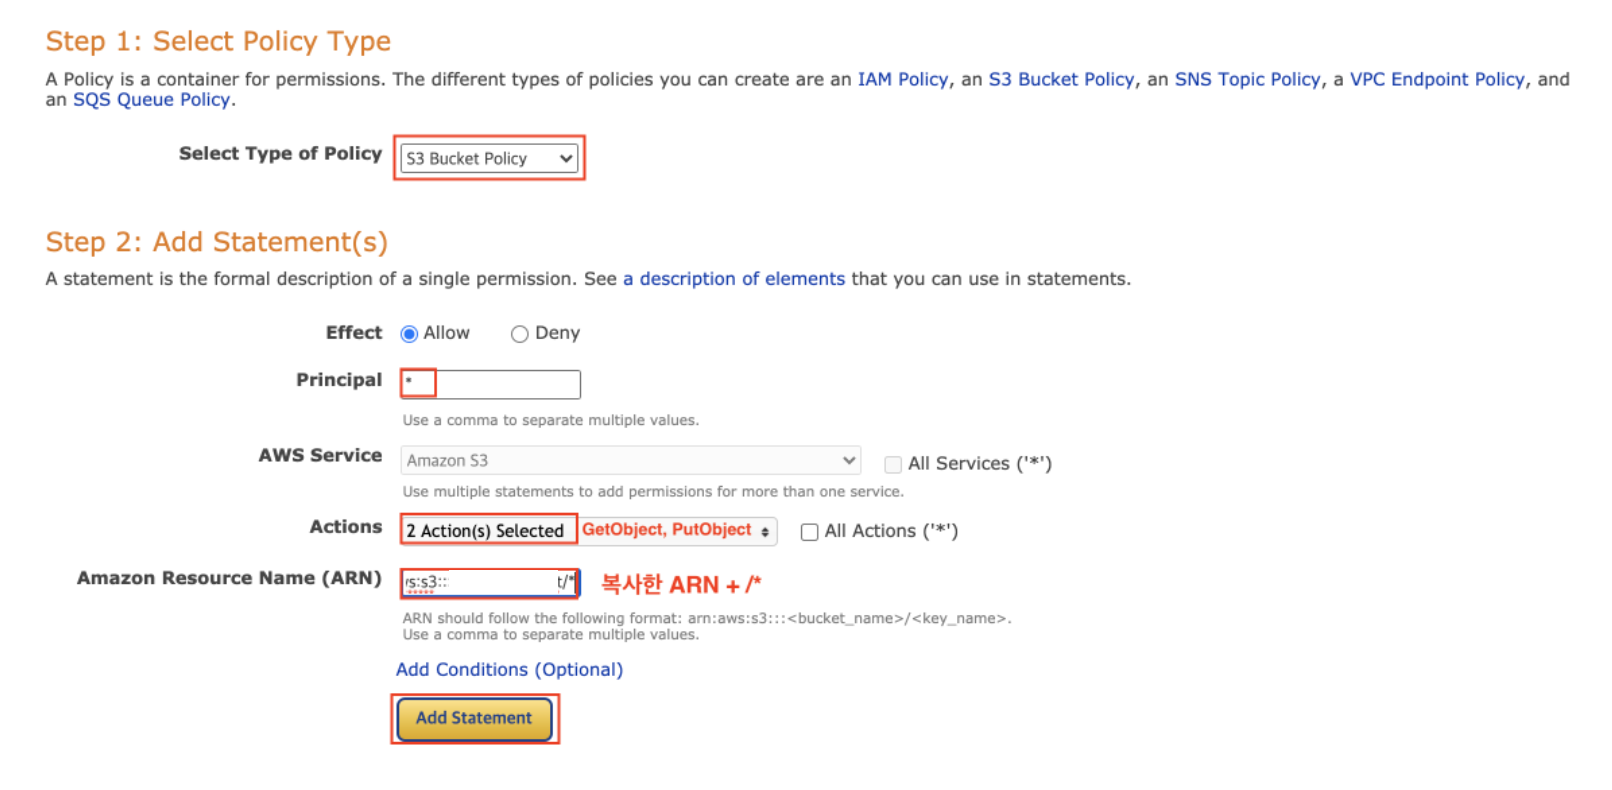 Step 1: Select Policy Type
A Policy is a container for permissions. The different types of policies you can create are an IAM Policy, an S3 Bucket Policy, an SNS Topic Policy, a VPC Endpoint Policy, and
an SQS Queue Policy.
Select Type of Policy S3 Bucket Policy
Step 2: Add Statement(s)
A statement is the formal description of a single permission. See a description of elements that you can use in statements.
Effect Allow Deny
Principal *
Use a comma to separate multiple values.
AWS Service Amazon S3 All Services ('*')
Use multiple statements to add permissions for more than one service.
Actions 2 Action(s) Selected GetObject, PutObject All Actions ('*')
Amazon Resource Name (ARN) s:s3:: t/* 복사한 ARN + /*
ARN should follow the following format: arn:aws:s3:::<bucket_name>/<key_name>.
Use a comma to separate multiple values.
Add Conditions (Optional)
Add Statement